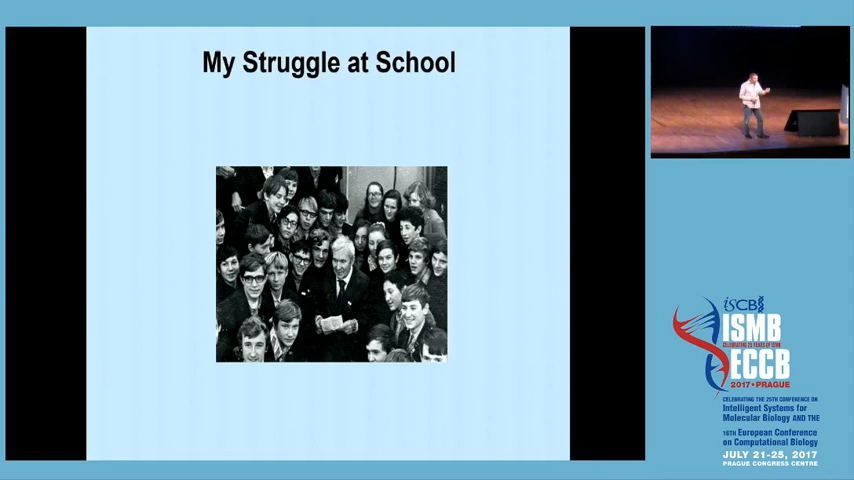 My Struggle at School
isCB
ISMB
CELEBRATING 25 YEARS OF ISMB
ECCB
2017 • PRAGUE
CELEBRATING THE 25TH CONFERENCE ON
Intelligent Systems for
Molecular Biology AND THE
16TH European Conference
on Computational Biology
JULY 21-25, 2017
PRAGUE CONGRESS CENTRE